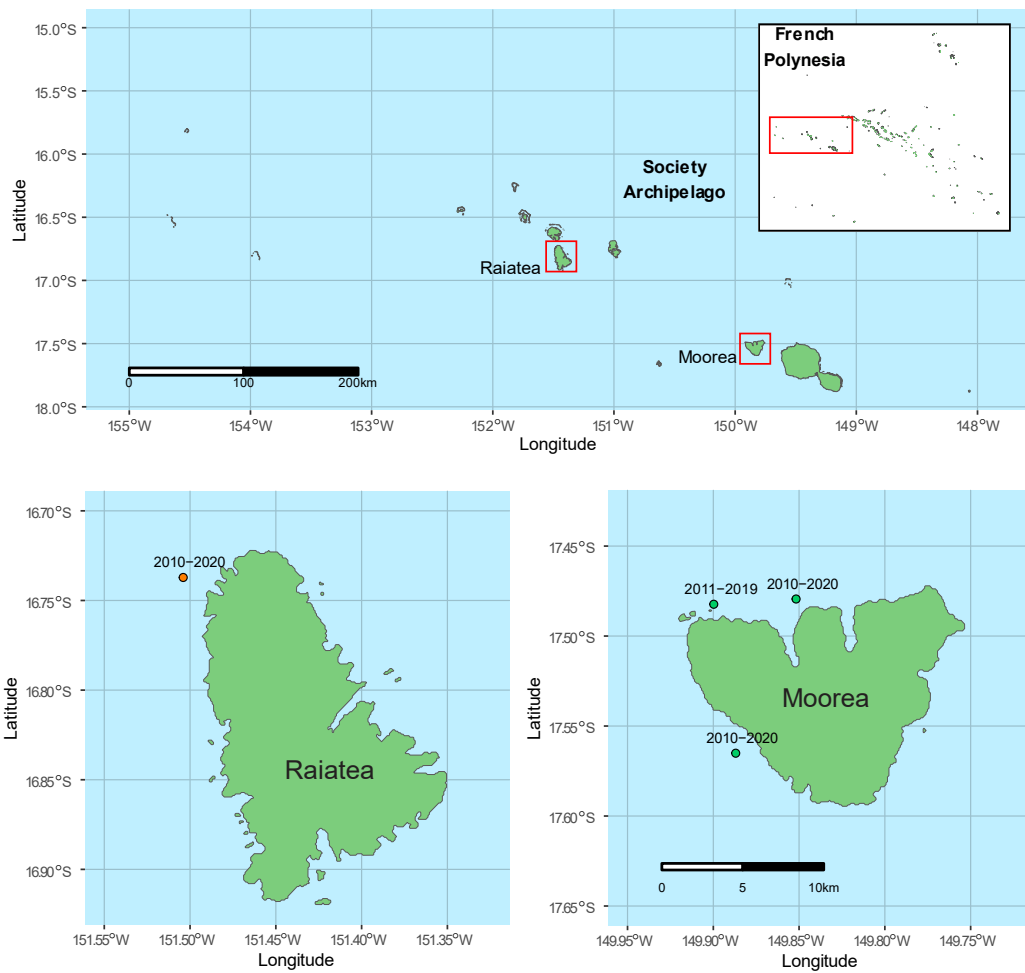 15.0°S
15.5°S
16.0°S
16.5°S
17.0°S
17.5°S
18.0°S
Latitude
French
Polynesia
Society
Archipelago
Raiatea
Moorea
0 100 200km
155°W 154°W 153°W 152°W 151°W 150°W 149°W 148°W
Longitude
16.70°S
16.75°S
16.80°S
16.85°S
16.90°S
Latitude
2010−2020
Raiatea
151.55°W 151.50°W 151.45°W 151.40°W 151.35°W
Longitude
17.45°S
17.50°S
17.55°S
17.60°S
17.65°S
Latitude
2011−2019
2010−2020
Moorea
2010−2020
0 5 10km
149.95°W 149.90°W 149.85°W 149.80°W 149.75°W
Longitude